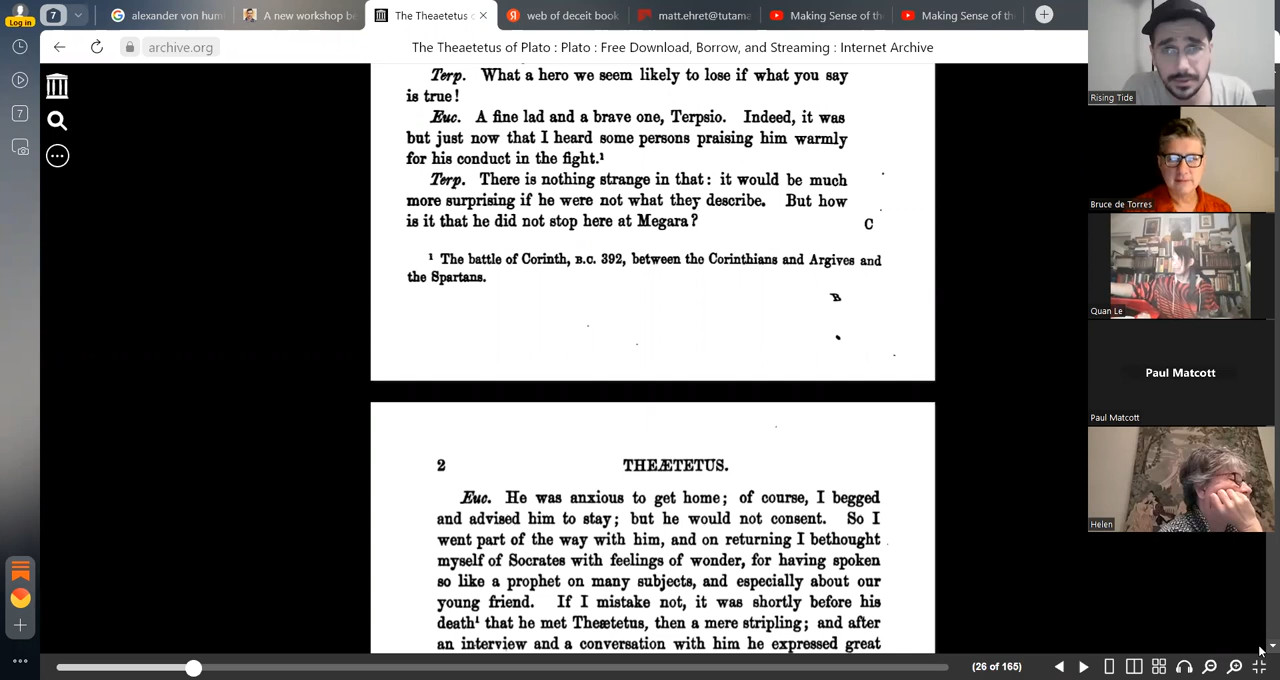 7
alexander von hum
A new workshop be
The Theaetetus o
web of deceit book
matt.ehret@tutama
Making Sense of th
Making Sense of th
Log in
archive.org
The Theaetetus of Plato : Plato : Free Download, Borrow, and Streaming : Internet Archive
7
Terp. What a hero we seem likely to lose if what you say
is true!
Euc. A fine lad and a brave one, Terpsio. Indeed, it was
but just now that I heard some persons praising him warmly
for his conduct in the fight.¹
Terp. There is nothing strange in that: it would be much
more surprising if he were not what they describe. But how
is it that he did not stop here at Megara?
C
¹ The battle of Corinth, B.C. 392, between the Corinthians and Argives and
the Spartans.
B
2 THEÆTETUS.
Euc. He was anxious to get home; of course, I begged
and advised him to stay; but he would not consent. So I
went part of the way with him, and on returning I bethought
myself of Socrates with feelings of wonder, for having spoken
so like a prophet on many subjects, and especially about our
young friend. If I mistake not, it was shortly before his
death¹ that he met Theætetus, then a mere stripling; and after
an interview and a conversation with him he expressed great
(26 of 165)
Rising Tide
Bruce de Torres
Quan Le
Paul Matcott
Paul Matcott
Helen